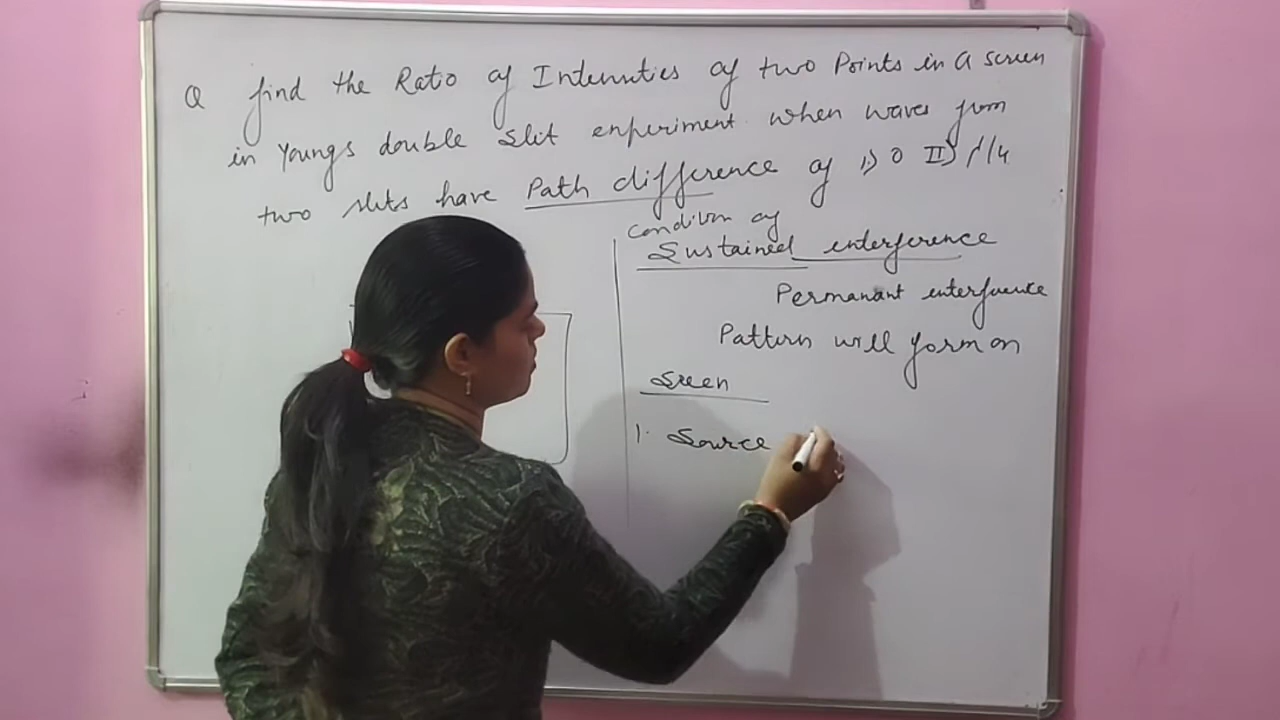 Q find the Ratio of Intensities of two Points in a screen
in Youngs double slit experiment when waves from
two slits have Path difference of 1) 0 II) λ/4
Condition of
Sustained interference
Permanant interference
Pattern will form on
Sreen
1. Source